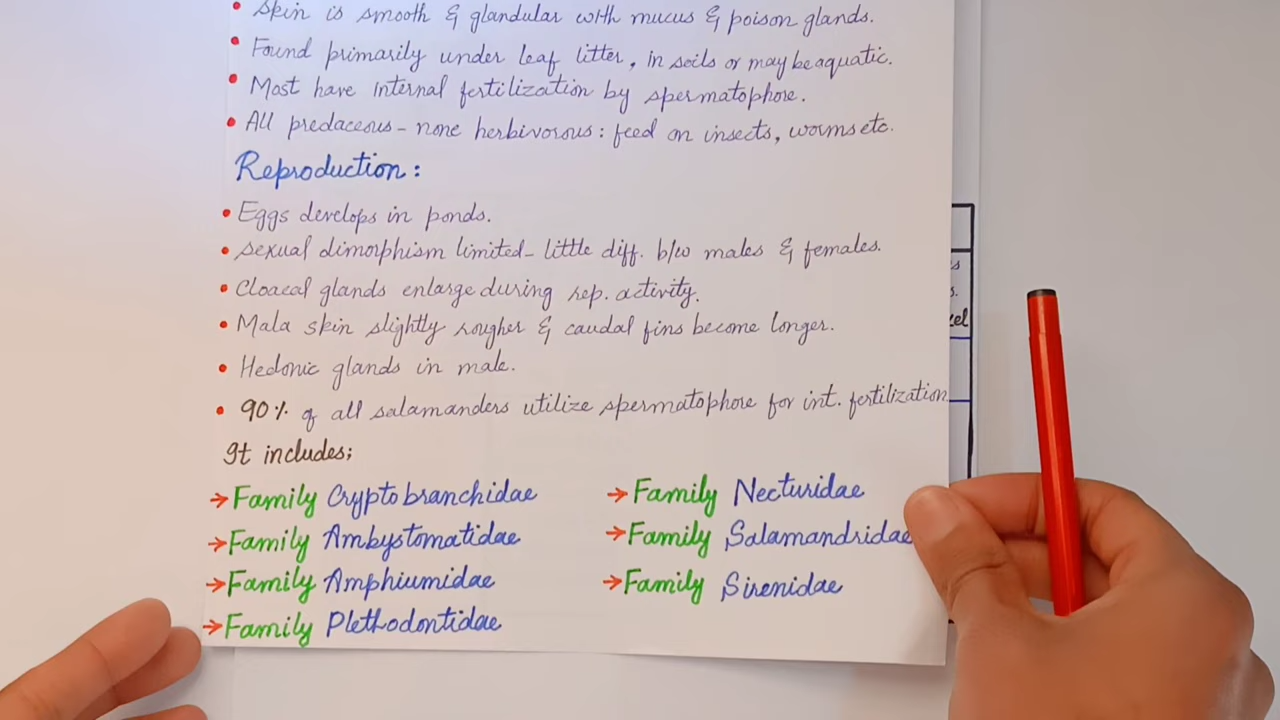 • Skin is smooth & glandular with mucus & poison glands.
• Found primarily under leaf litter, in soils or may be aquatic.
• Most have internal fertilization by spermatophore.
• All predaceous - none herbivorous: feed on insects, worms etc.
Reproduction:
• Eggs develops in ponds.
• Sexual dimorphism limited - little diff. b/w males & females.
• Cloacal glands enlarge during rep. activity.
• Mala skin slightly rougher & caudal fins become longer.
• Hedonic glands in male.
• 90% of all salamanders utilize spermatophore for int. fertilization
It includes;
→ Family Cryptobranchidae
→ Family Ambystomatidae
→ Family Amphiumidae
→ Family Plethodontidae
→ Family Necturidae
→ Family Salamandridae
→ Family Sirenidae